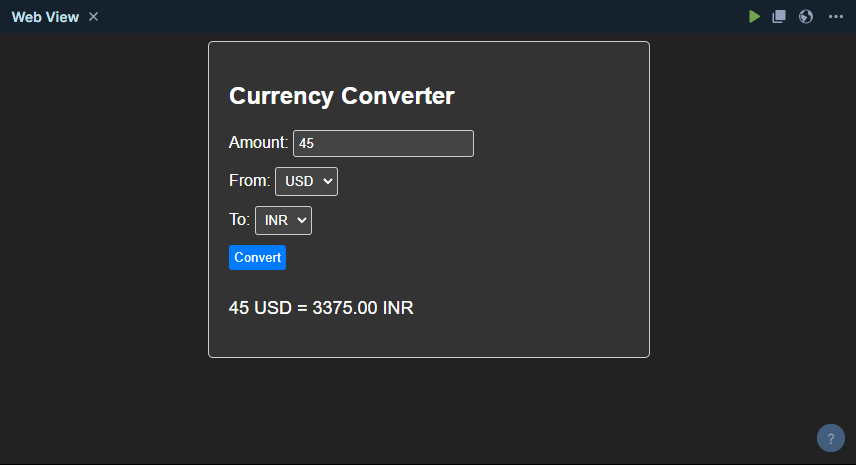 Web View
Currency Converter
Amount: 45
From: USD
To: INR
Convert
45 USD = 3375.00 INR
?